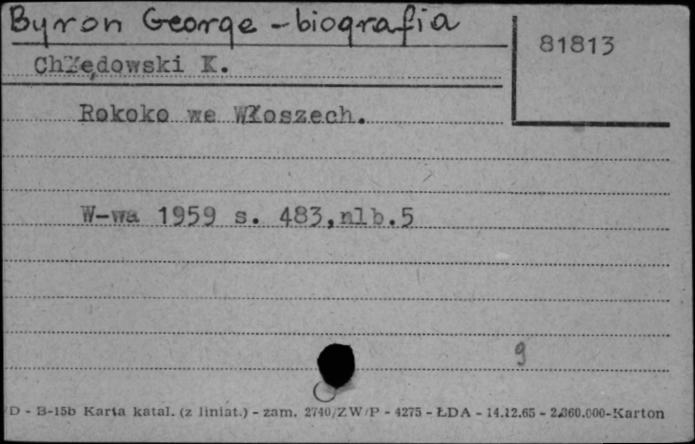 Byron George - biografia
81813
Chłędowski K.
Rokoko we Włoszech.
W-wa 1959 s. 483,nlb.5
9
D - B-15b Karta katal. (z liniat.) - zam. 2740/ZW/P - 4275 - ŁDA - 14.12.65 - 2.360.000-Karton